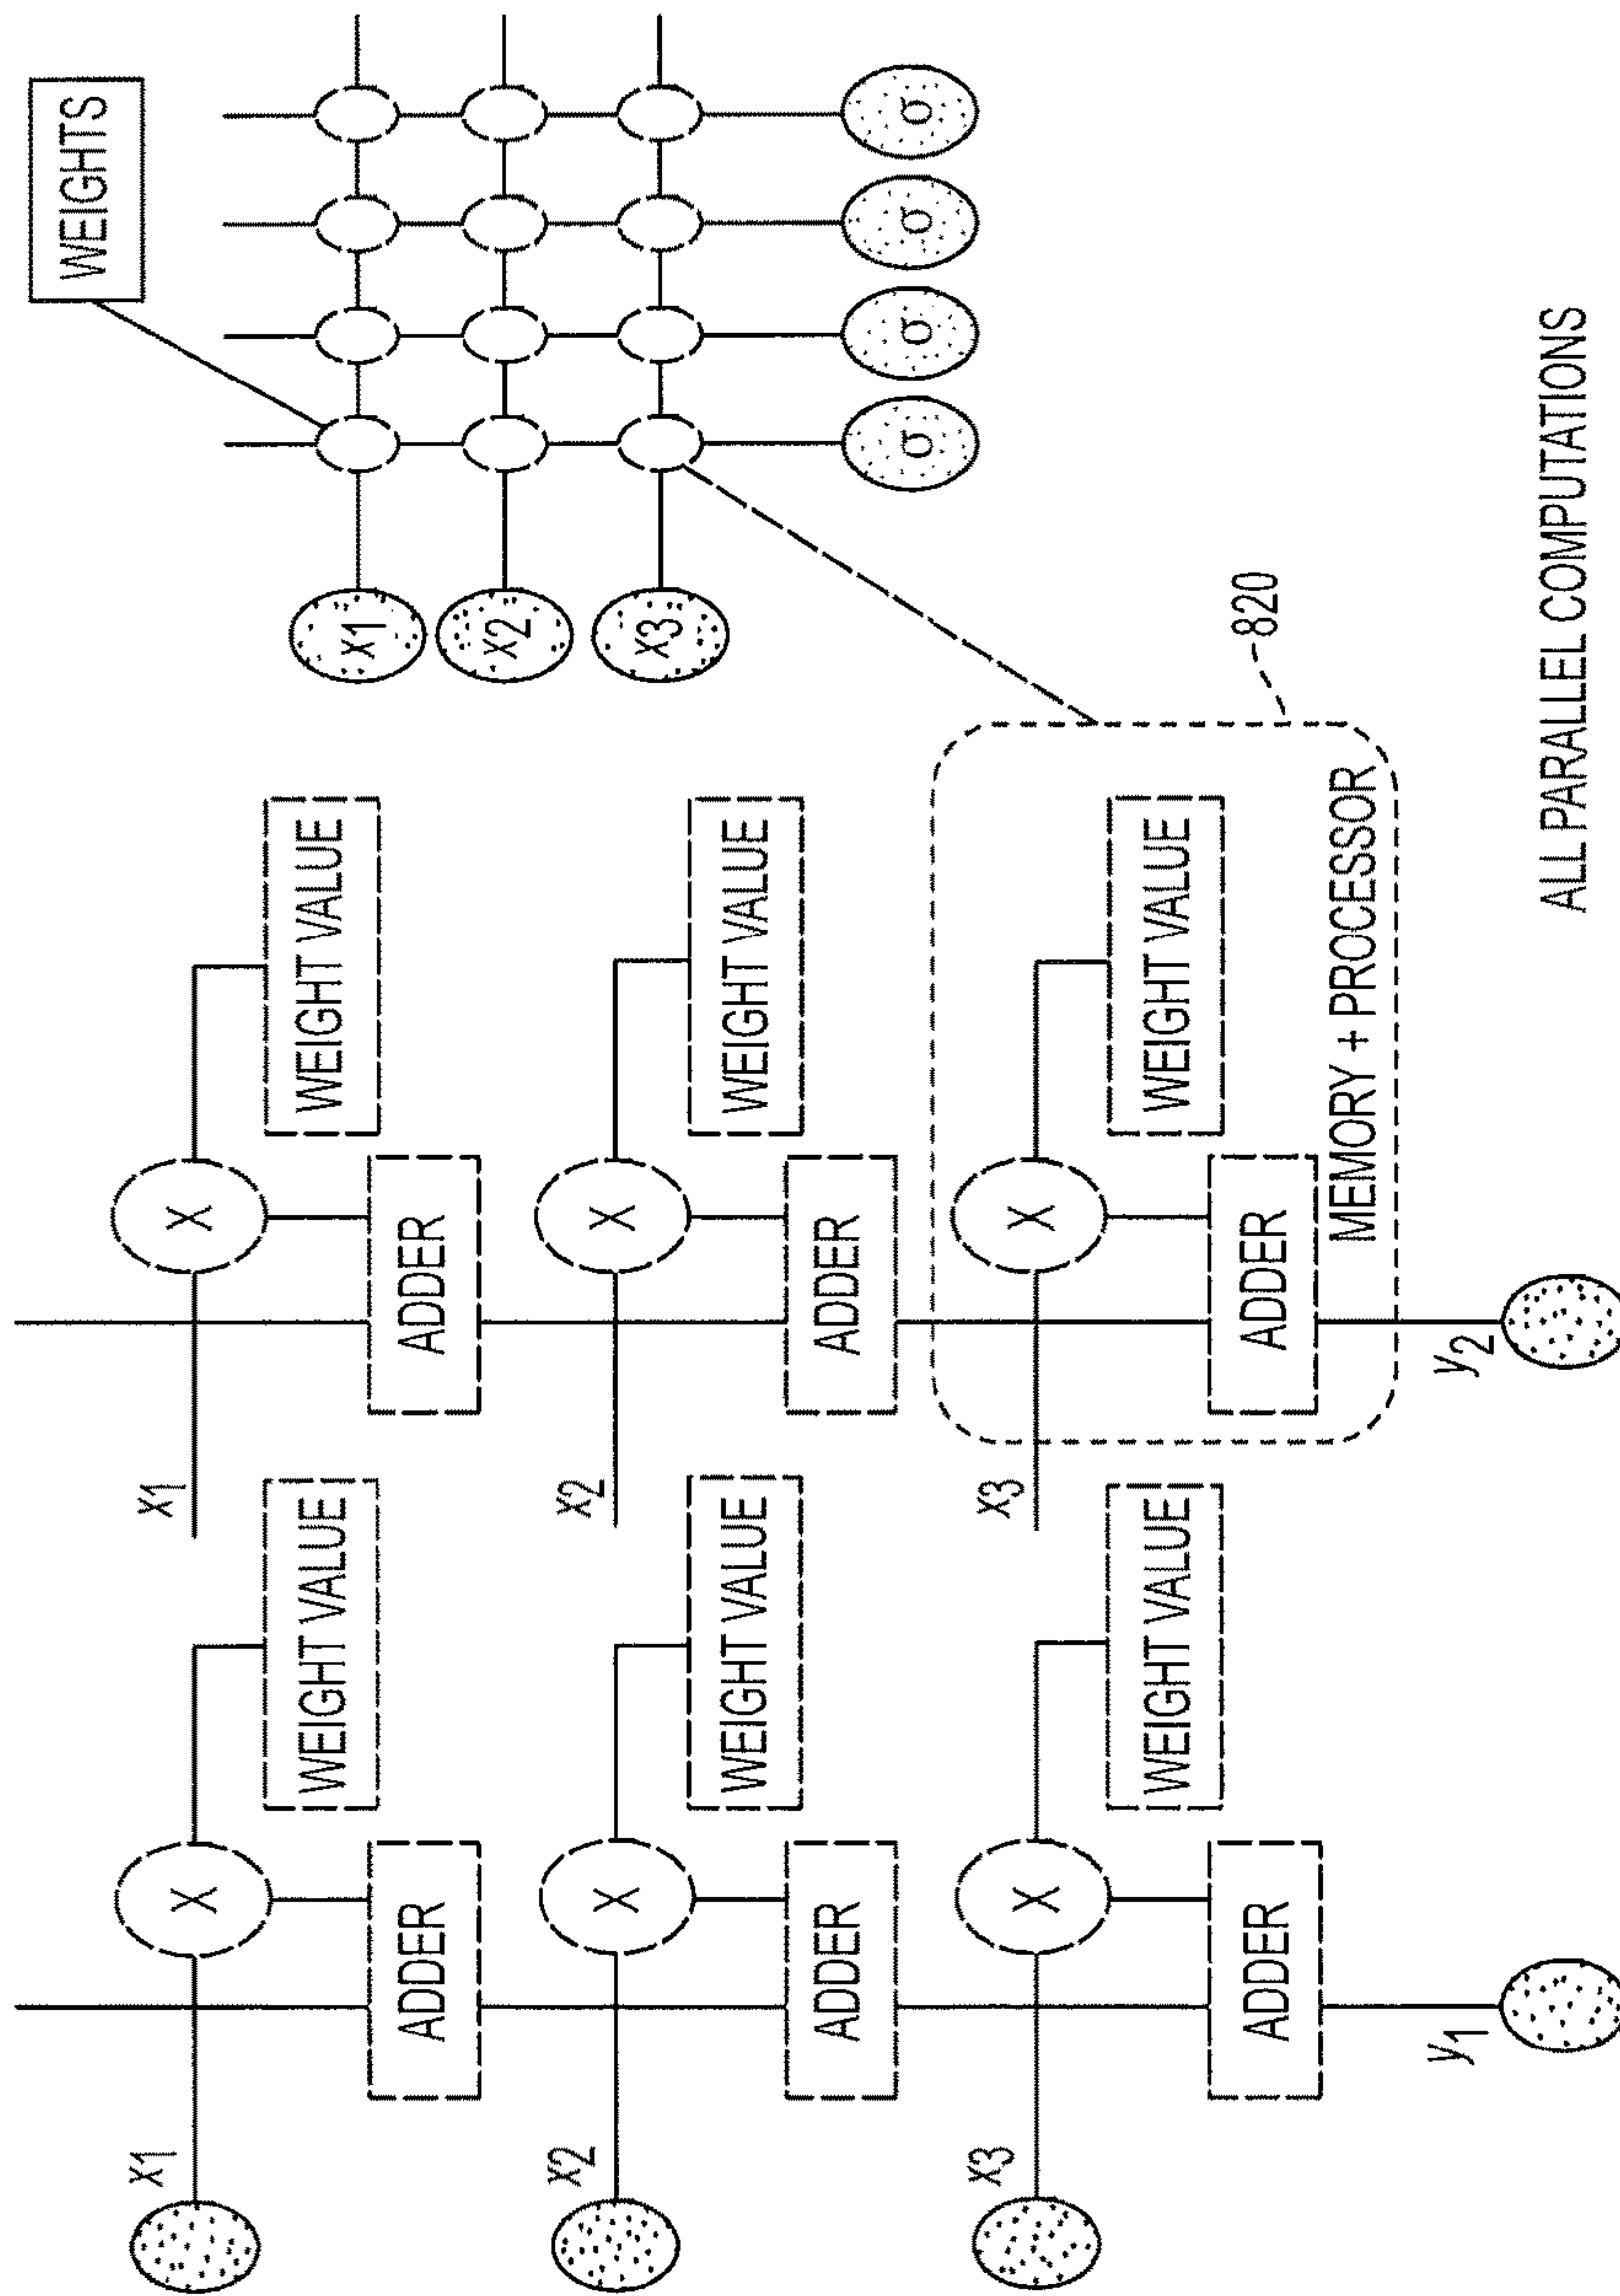 WEIGHTS
x1
x2
x3
σ σ σ σ
820
x1
x1
X
X
WEIGHT VALUE
WEIGHT VALUE
ADDER
ADDER
x2
x2
X
X
WEIGHT VALUE
WEIGHT VALUE
ADDER
ADDER
x3
x3
X
X
WEIGHT VALUE
WEIGHT VALUE
ADDER
ADDER
MEMORY + PROCESSOR
y1
y2
ALL PARALLEL COMPUTATIONS